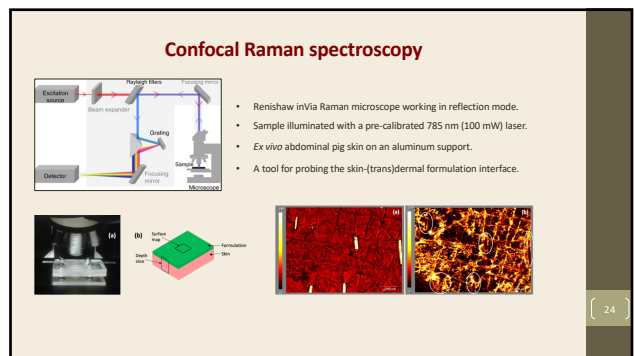 Confocal Raman spectroscopy
Excitation
source
Beam expander
Rayleigh filters
Focusing mirror
Grating
Detector
Focusing
mirror
Sample
Microscope
• Renishaw inVia Raman microscope working in reflection mode.
• Sample illuminated with a pre-calibrated 785 nm (100 mW) laser.
• Ex vivo abdominal pig skin on an aluminum support.
• A tool for probing the skin-(trans)dermal formulation interface.
(a)
(b)
Surface
map
Depth
slice
Formulation
Skin
(a)
(b)
24